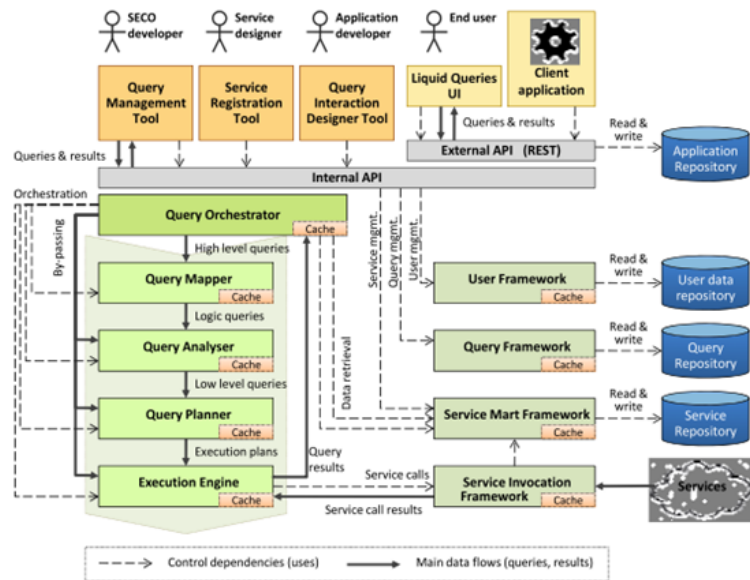 SECO
developer
Service
designer
Application
developer
End user
Query
Management
Tool
Service
Registration
Tool
Query
Interaction
Designer Tool
Liquid Queries
UI
Client
application
Queries & results
Queries & results
External API (REST)
Read &
write
Application
Repository
Internal API
Orchestration
Query Orchestrator
Cache
By-passing
High level queries
Service mgmt.
Query mgmt.
User mgmt.
Query Mapper
Cache
User Framework
Cache
Read &
write
User data
repository
Logic queries
Query Analyser
Cache
Query Framework
Cache
Read &
write
Query
Repository
Low level queries
Data retrieval
Query Planner
Cache
Service Mart Framework
Cache
Read &
write
Service
Repository
Execution plans
Query
results
Execution Engine
Cache
Service calls
Service call results
Service Invocation
Framework
Cache
Services
Control dependencies (uses)
Main data flows (queries, results)